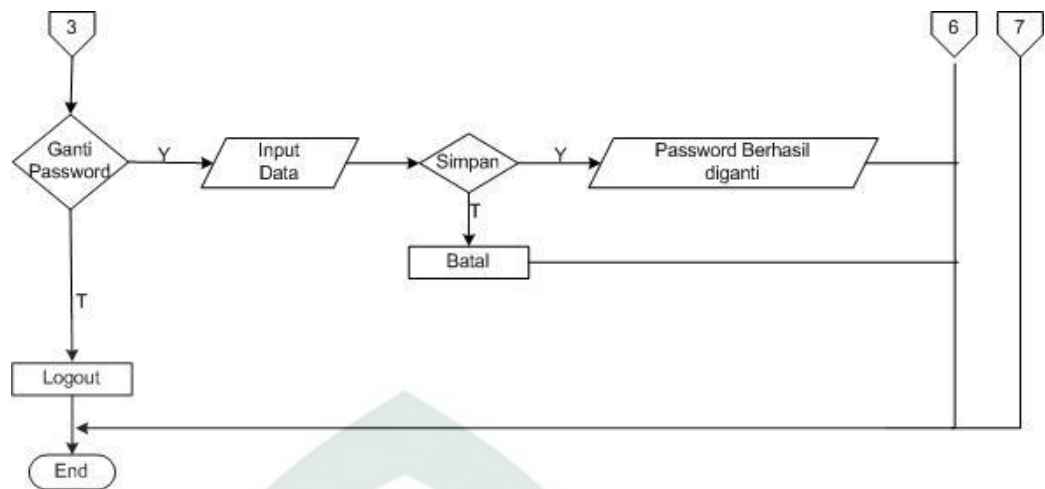 3
6
7
Ganti
Password
Y
Input
Data
Simpan
Y
Password Berhasil
diganti
T
Batal
T
Logout
End